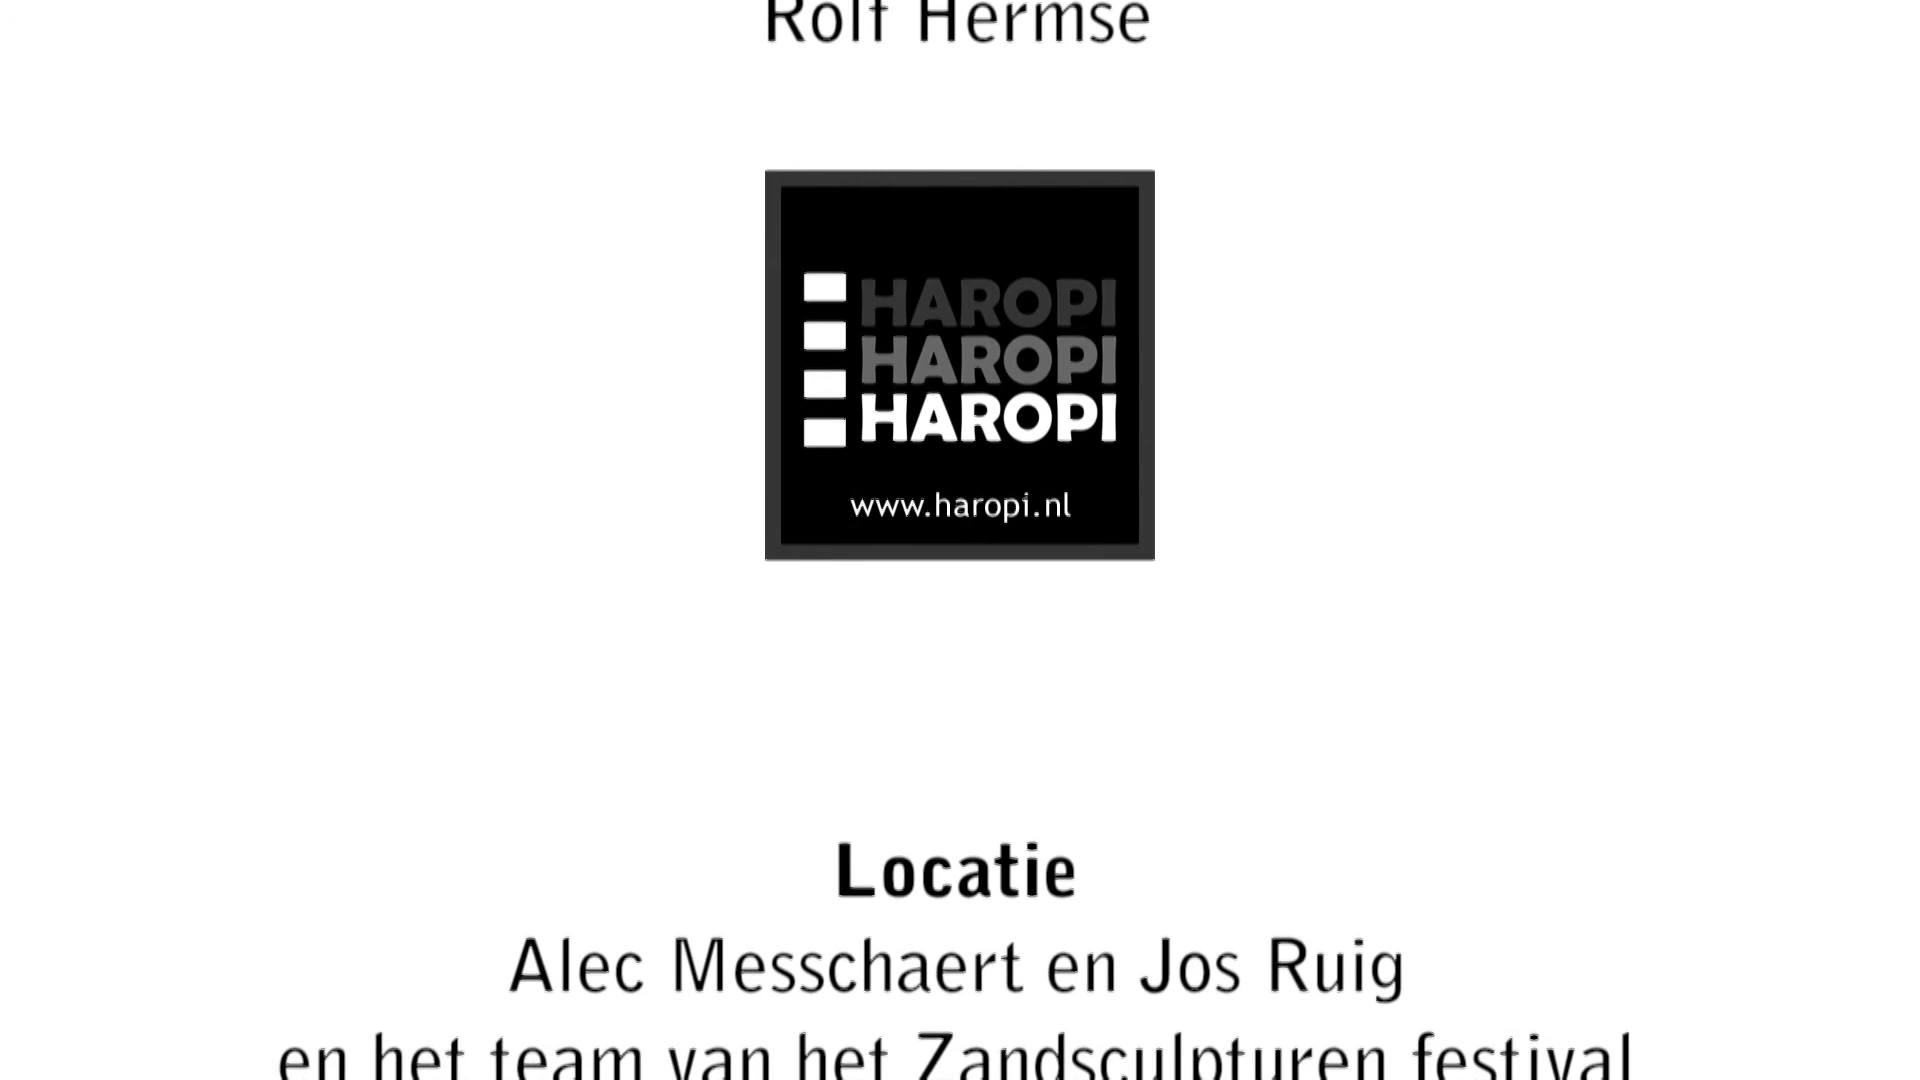 Rolf Hermse
HAROPI
HAROPI
HAROPI
www.haropi.nl
Locatie
Alec Messchaert en Jos Ruig
en het team van het Zandsculpturen festival